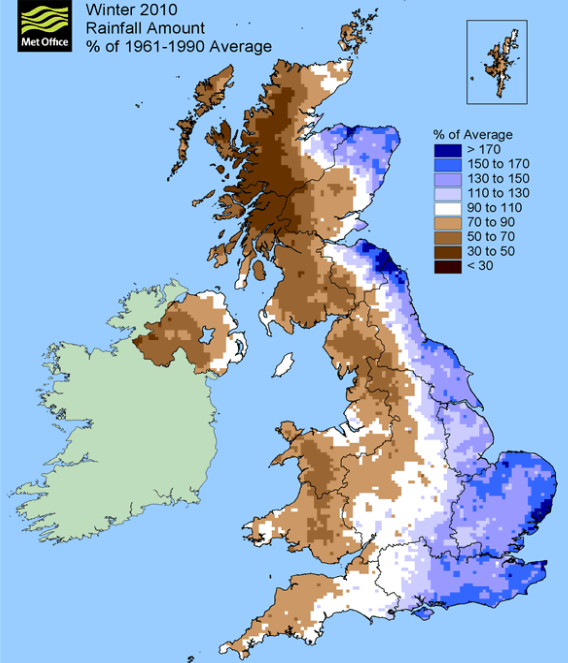 Winter 2010
Rainfall Amount
% of 1961-1990 Average
Met Office
% of Average
> 170
150 to 170
130 to 150
110 to 130
90 to 110
70 to 90
50 to 70
30 to 50
< 30